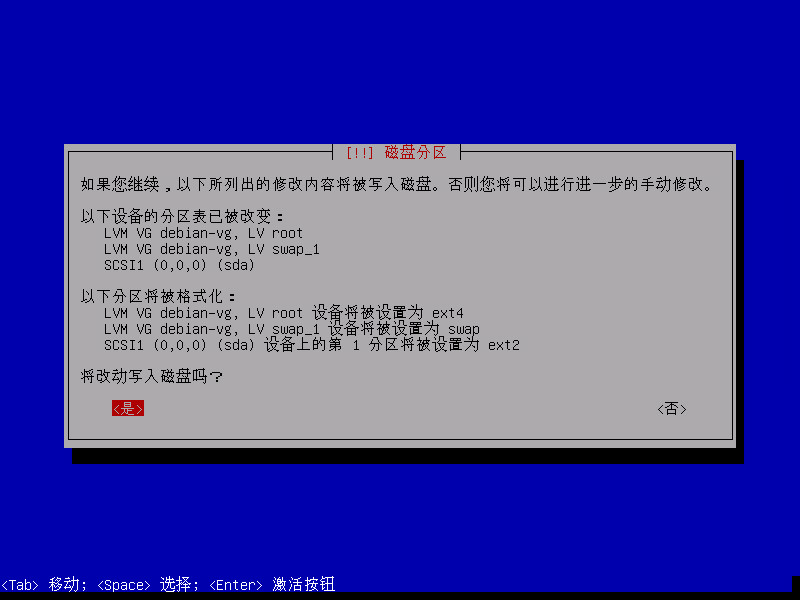 [!!] 磁盘分区
如果您继续，以下所列出的修改内容将被写入磁盘。否则您将可以进行进一步的手动修改。
以下设备的分区表已被改变：
LVM VG debian-vg, LV root
LVM VG debian-vg, LV swap_1
SCSI1 (0,0,0) (sda)
以下分区将被格式化：
LVM VG debian-vg, LV root 设备将被设置为 ext4
LVM VG debian-vg, LV swap_1 设备将被设置为 swap
SCSI1 (0,0,0) (sda) 设备上的第 1 分区将被设置为 ext2
将改动写入磁盘吗？
<是> <否>
<Tab> 移动; <Space> 选择; <Enter> 激活按钮